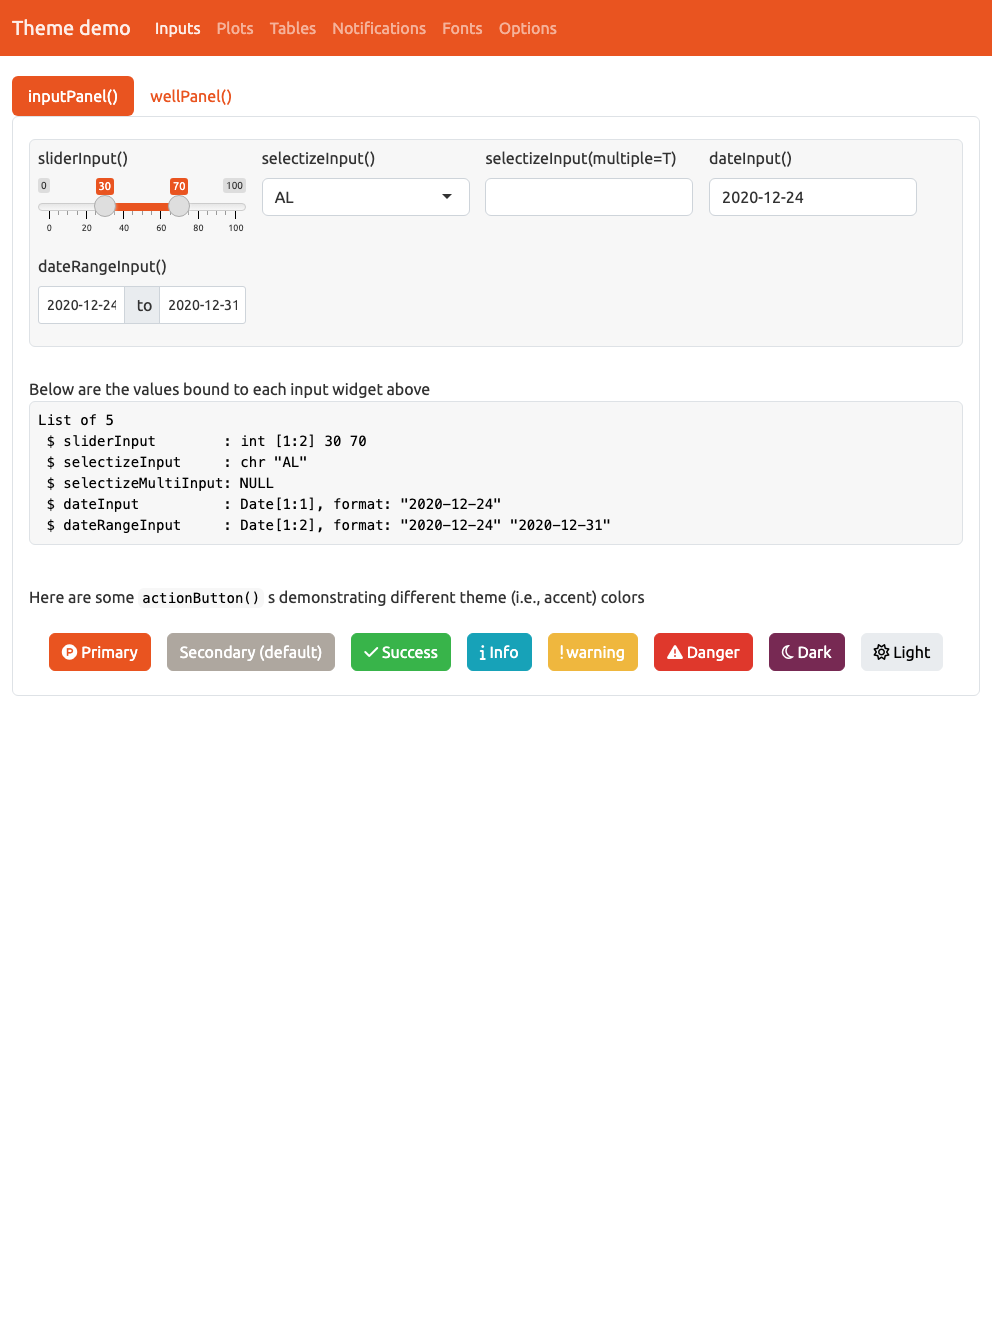 Theme demo Inputs Plots Tables Notifications Fonts Options
inputPanel() wellPanel()
sliderInput() selectizeInput() selectizeInput(multiple=T) dateInput()
0 30 70 100
AL 2020-12-24
0 20 40 60 80 100
dateRangeInput()
2020-12-24 to 2020-12-31
Below are the values bound to each input widget above
List of 5
 $ sliderInput        : int [1:2] 30 70
 $ selectizeInput     : chr "AL"
 $ selectizeMultiInput: NULL
 $ dateInput          : Date[1:1], format: "2020-12-24"
 $ dateRangeInput     : Date[1:2], format: "2020-12-24" "2020-12-31"
Here are some actionButton() s demonstrating different theme (i.e., accent) colors
Primary Secondary (default) Success Info warning Danger Dark Light